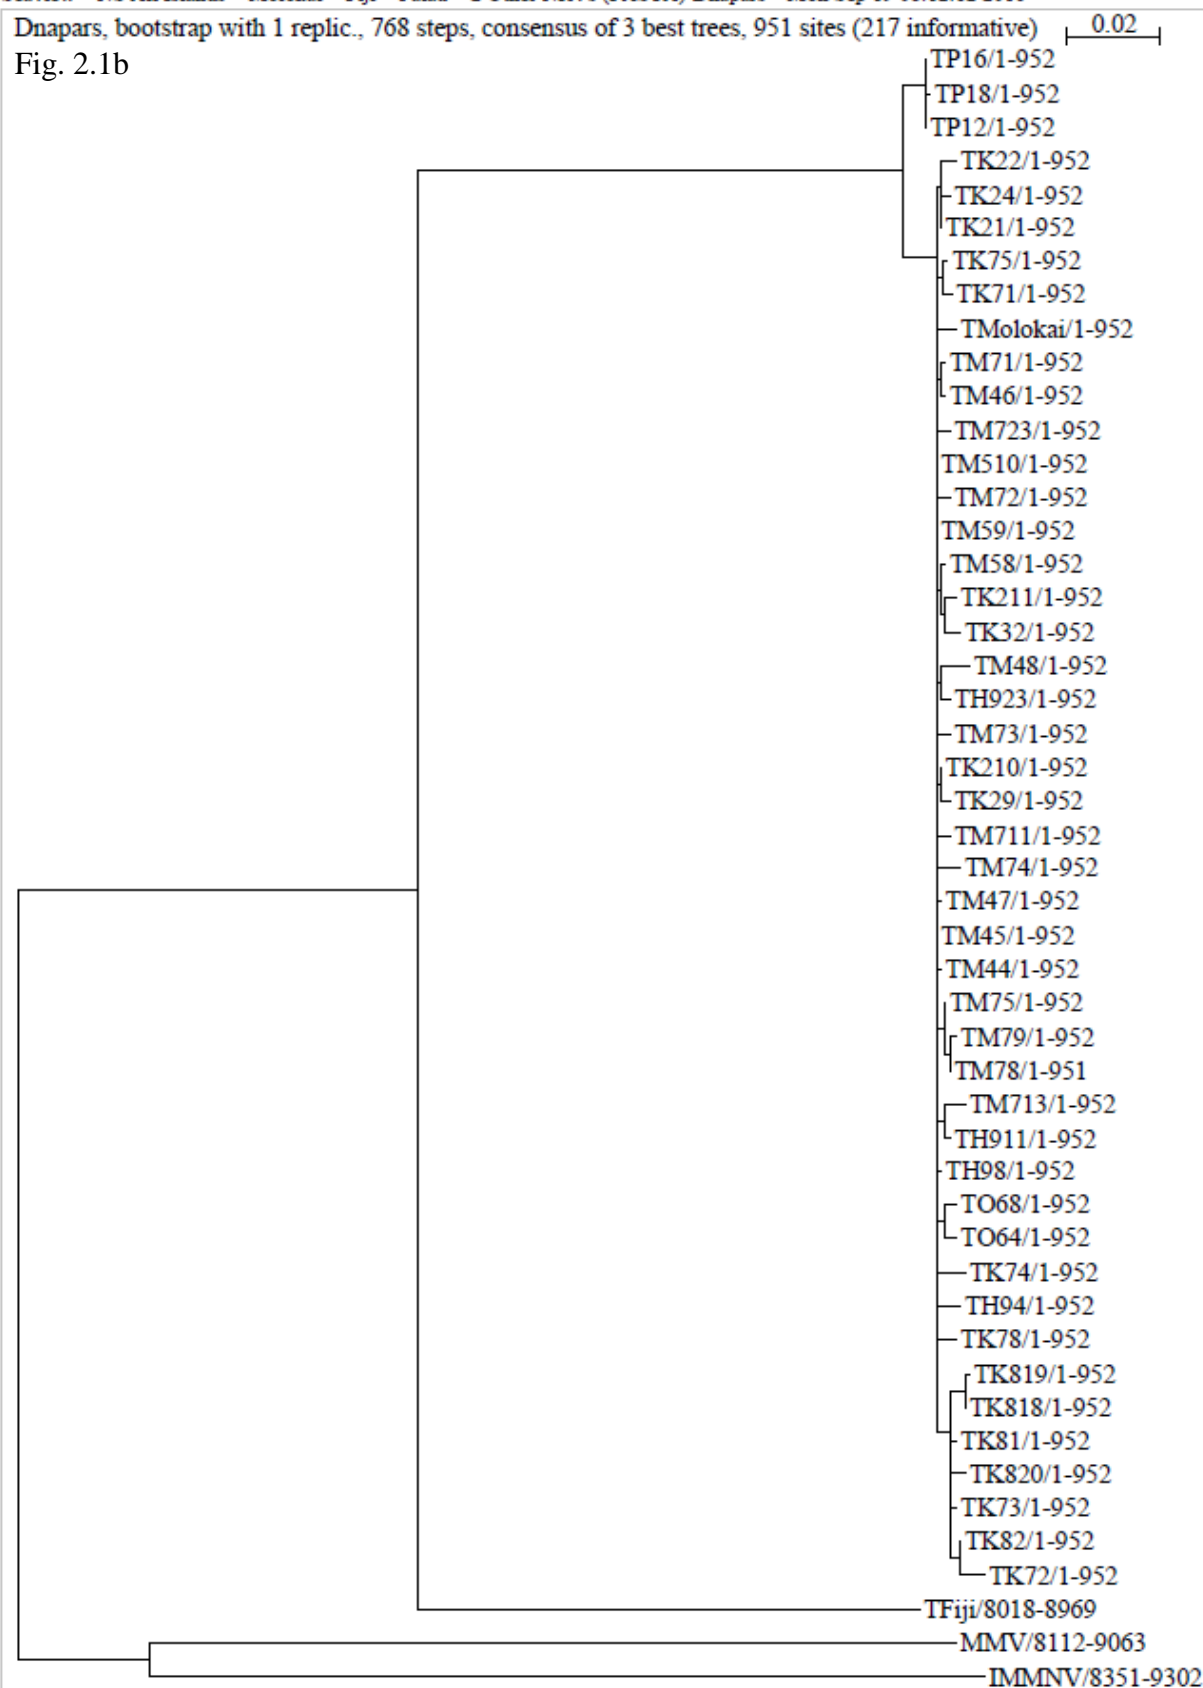 Dnapars, bootstrap with 1 replic., 768 steps, consensus of 3 best trees, 951 sites (217 informative) 0.02
Fig. 2.1b
TP16/1-952
TP18/1-952
TP12/1-952
TK22/1-952
TK24/1-952
TK21/1-952
TK75/1-952
TK71/1-952
TMolokai/1-952
TM71/1-952
TM46/1-952
TM723/1-952
TM510/1-952
TM72/1-952
TM59/1-952
TM58/1-952
TK211/1-952
TK32/1-952
TM48/1-952
TH923/1-952
TM73/1-952
TK210/1-952
TK29/1-952
TM711/1-952
TM74/1-952
TM47/1-952
TM45/1-952
TM44/1-952
TM75/1-952
TM79/1-952
TM78/1-951
TM713/1-952
TH911/1-952
TH98/1-952
TO68/1-952
TO64/1-952
TK74/1-952
TH94/1-952
TK78/1-952
TK819/1-952
TK818/1-952
TK81/1-952
TK820/1-952
TK73/1-952
TK82/1-952
TK72/1-952
TFiji/8018-8969
MMV/8112-9063
IMMNV/8351-9302